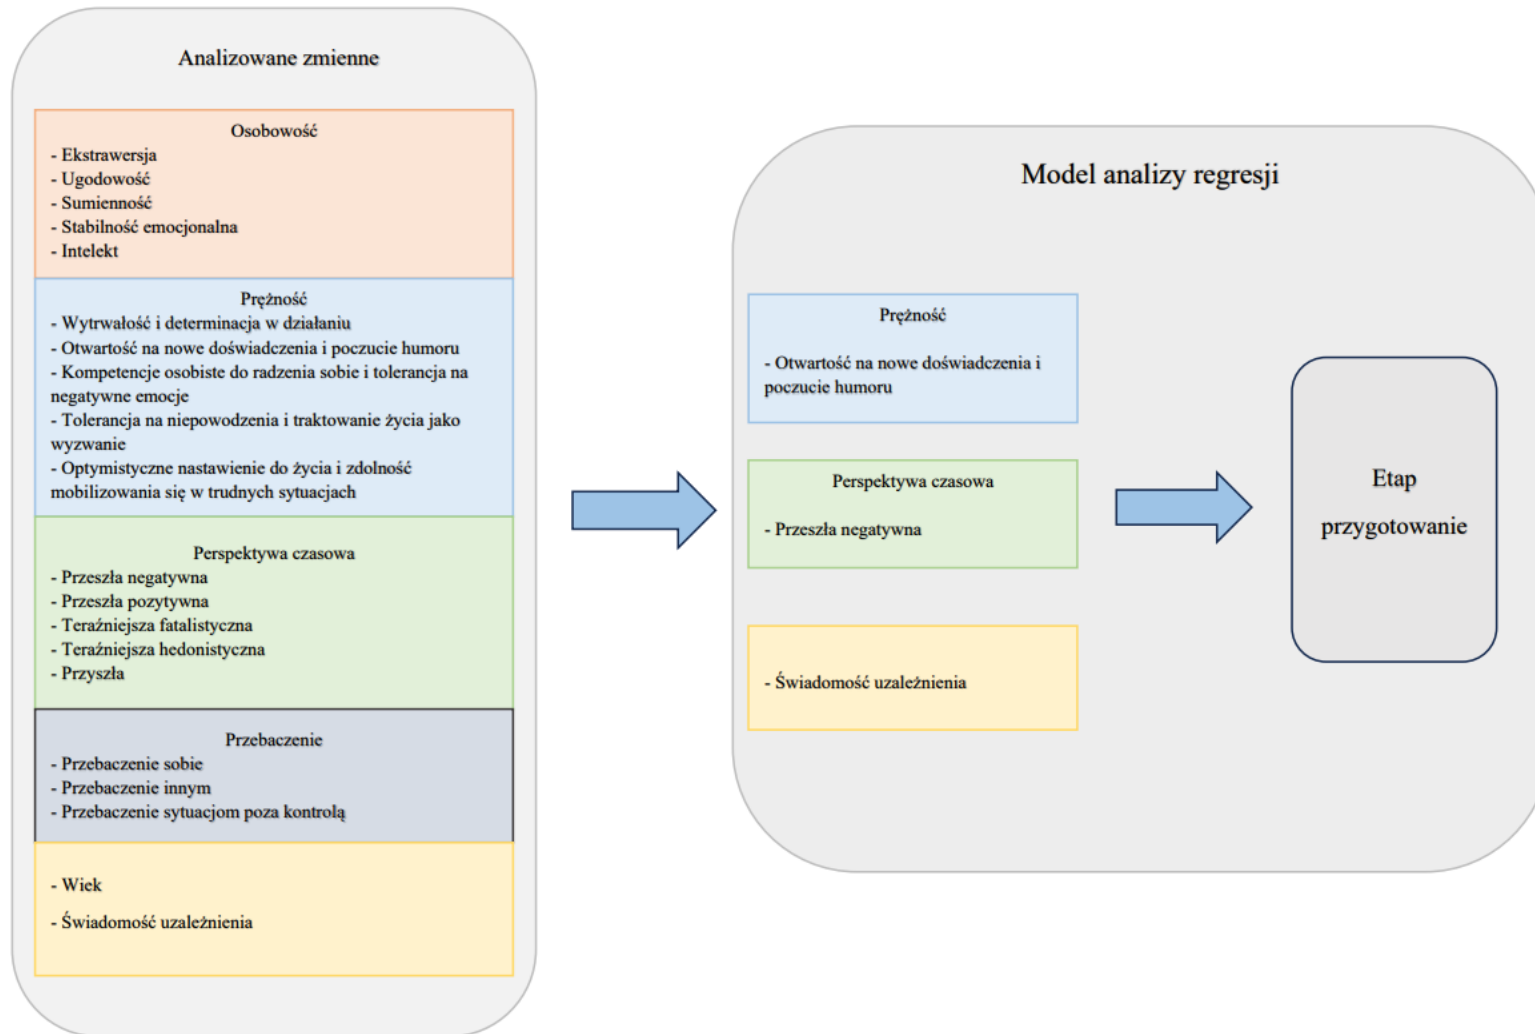 Analizowane zmienne
Osobowość
- Ekstrawersja
- Ugodowość
- Sumienność
- Stabilność emocjonalna
- Intelekt
Prężność
- Wytrwałość i determinacja w działaniu
- Otwartość na nowe doświadczenia i poczucie humoru
- Kompetencje osobiste do radzenia sobie i tolerancja na
negatywne emocje
- Tolerancja na niepowodzenia i traktowanie życia jako
wyzwanie
- Optymistyczne nastawienie do życia i zdolność
mobilizowania się w trudnych sytuacjach
Perspektywa czasowa
- Przeszła negatywna
- Przeszła pozytywna
- Teraźniejsza fatalistyczna
- Teraźniejsza hedonistyczna
- Przyszła
Przebaczenie
- Przebaczenie sobie
- Przebaczenie innym
- Przebaczenie sytuacjom poza kontrolą
- Wiek
- Świadomość uzależnienia
Model analizy regresji
Prężność
- Otwartość na nowe doświadczenia i
poczucie humoru
Perspektywa czasowa
- Przeszła negatywna
- Świadomość uzależnienia
Etap
przygotowanie